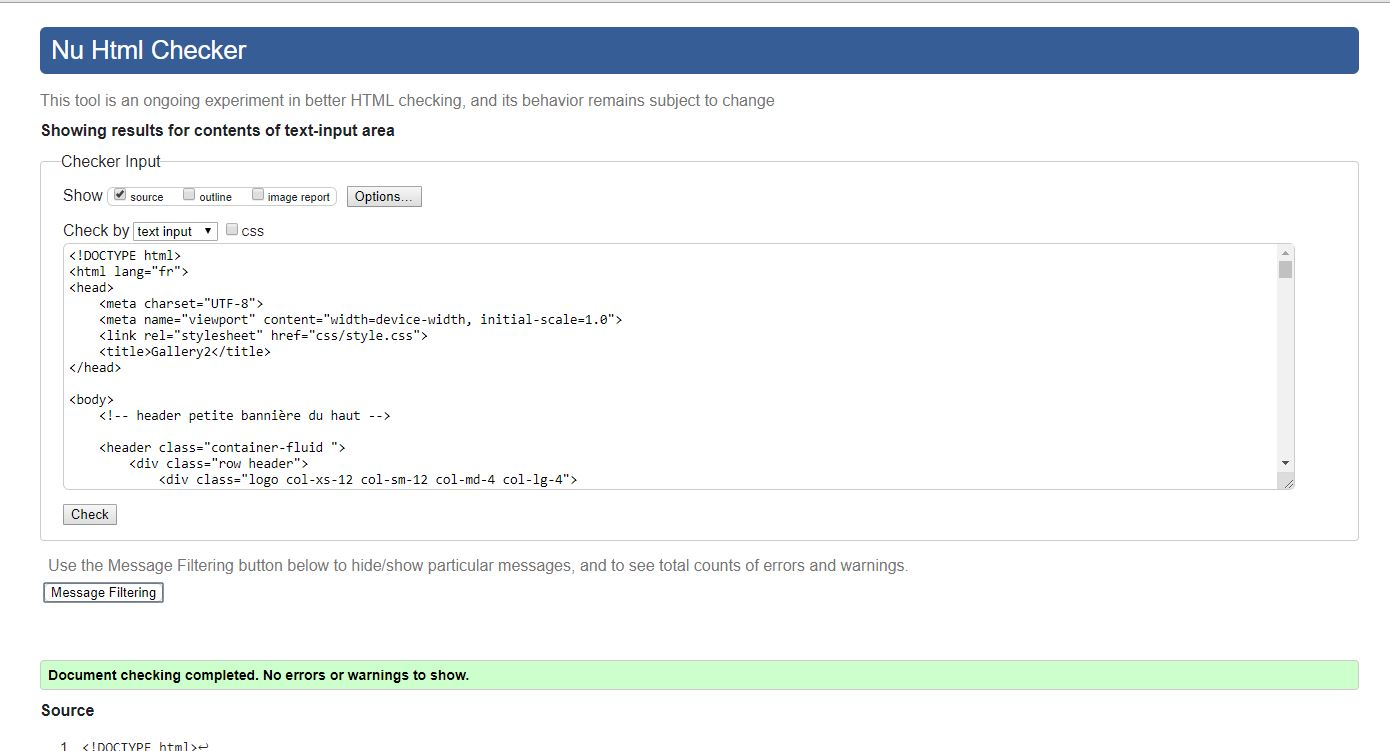 Nu Html Checker
This tool is an ongoing experiment in better HTML checking, and its behavior remains subject to change
Showing results for contents of text-input area
Checker Input
Show source outline image report Options...
Check by text input css
<!DOCTYPE html>
<html lang="fr">
<head>
    <meta charset="UTF-8">
    <meta name="viewport" content="width=device-width, initial-scale=1.0">
    <link rel="stylesheet" href="css/style.css">
    <title>Gallery2</title>
</head>
<body>
    <!-- header petite bannière du haut -->
    <header class="container-fluid ">
        <div class="row header">
            <div class="logo col-xs-12 col-sm-12 col-md-4 col-lg-4">
Check
Use the Message Filtering button below to hide/show particular messages, and to see total counts of errors and warnings.
Message Filtering
Document checking completed. No errors or warnings to show.
Source
1. <!DOCTYPE html>↩